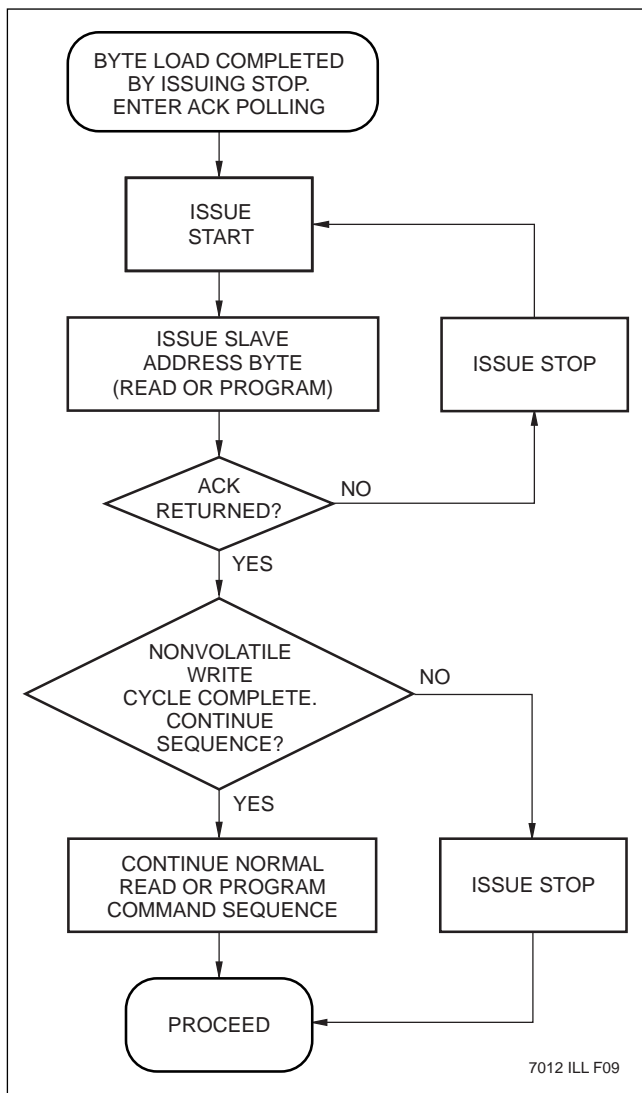 BYTE LOAD COMPLETED
BY ISSUING STOP.
ENTER ACK POLLING
ISSUE
START
ISSUE SLAVE
ADDRESS BYTE
(READ OR PROGRAM)
ISSUE STOP
ACK
RETURNED?
NO
YES
NONVOLATILE
WRITE
CYCLE COMPLETE.
CONTINUE
SEQUENCE?
NO
YES
CONTINUE NORMAL
READ OR PROGRAM
COMMAND SEQUENCE
ISSUE STOP
PROCEED
7012 ILL F09